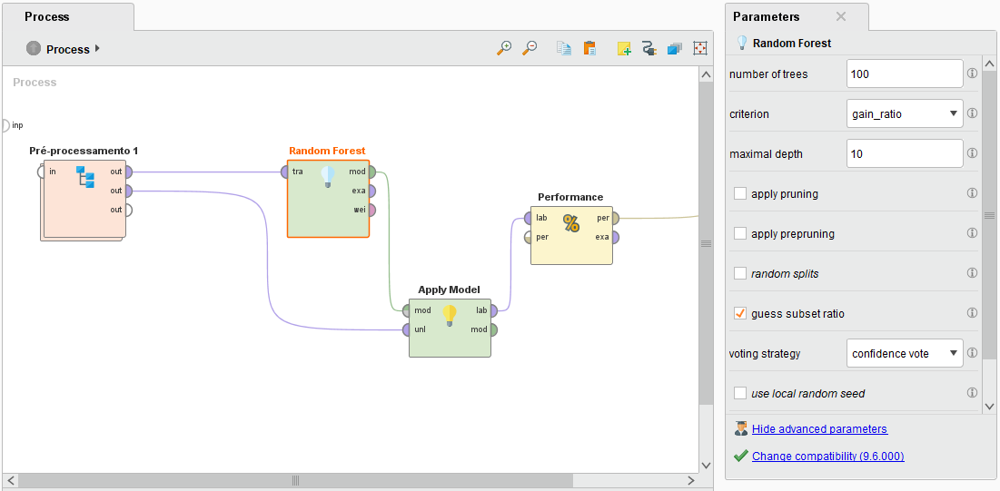 Process
Process
Process
inp
Pré-processamento 1
in
out
out
out
Random Forest
tra
mod
exa
wei
Performance
lab
per
per
exa
Apply Model
mod
lab
unl
mod
Parameters
Random Forest
number of trees
100
criterion
gain_ratio
maximal depth
10
apply pruning
apply prepruning
random splits
guess subset ratio
voting strategy
confidence vote
use local random seed
Hide advanced parameters
Change compatibility (9.6.000)